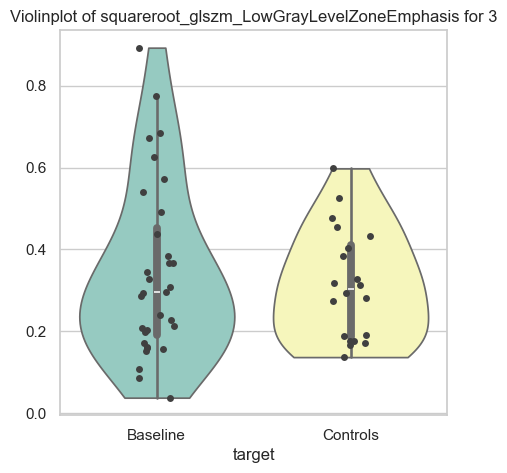 Violinplot of squareroot_glszm_LowGrayLevelZoneEmphasis for 3
0.8
0.6
0.4
0.2
0.0
Baseline
Controls
target